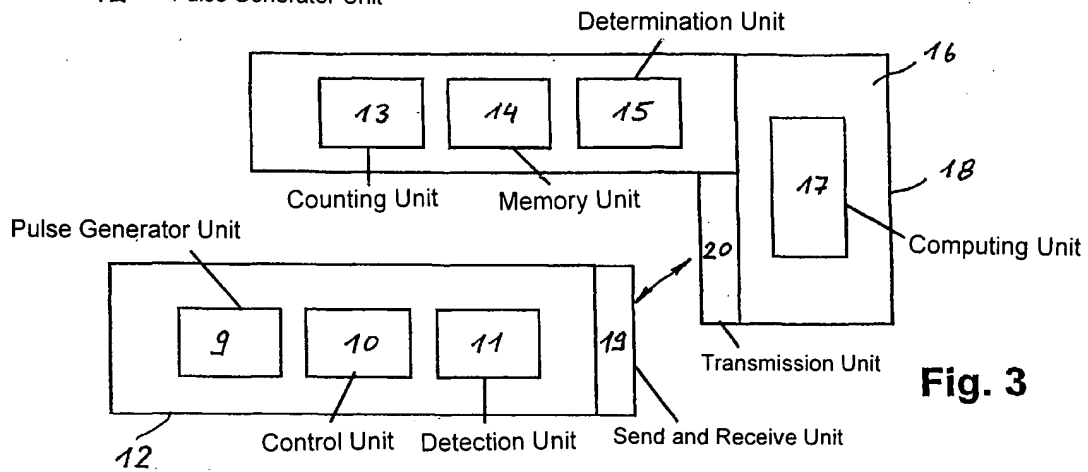 Pulse Generator Unit
Determination Unit
16
13
14
15
17
18
Counting Unit
Memory Unit
Pulse Generator Unit
20
Computing Unit
9
10
11
19
Transmission Unit
Fig. 3
12
Control Unit
Detection Unit
Send and Receive Unit